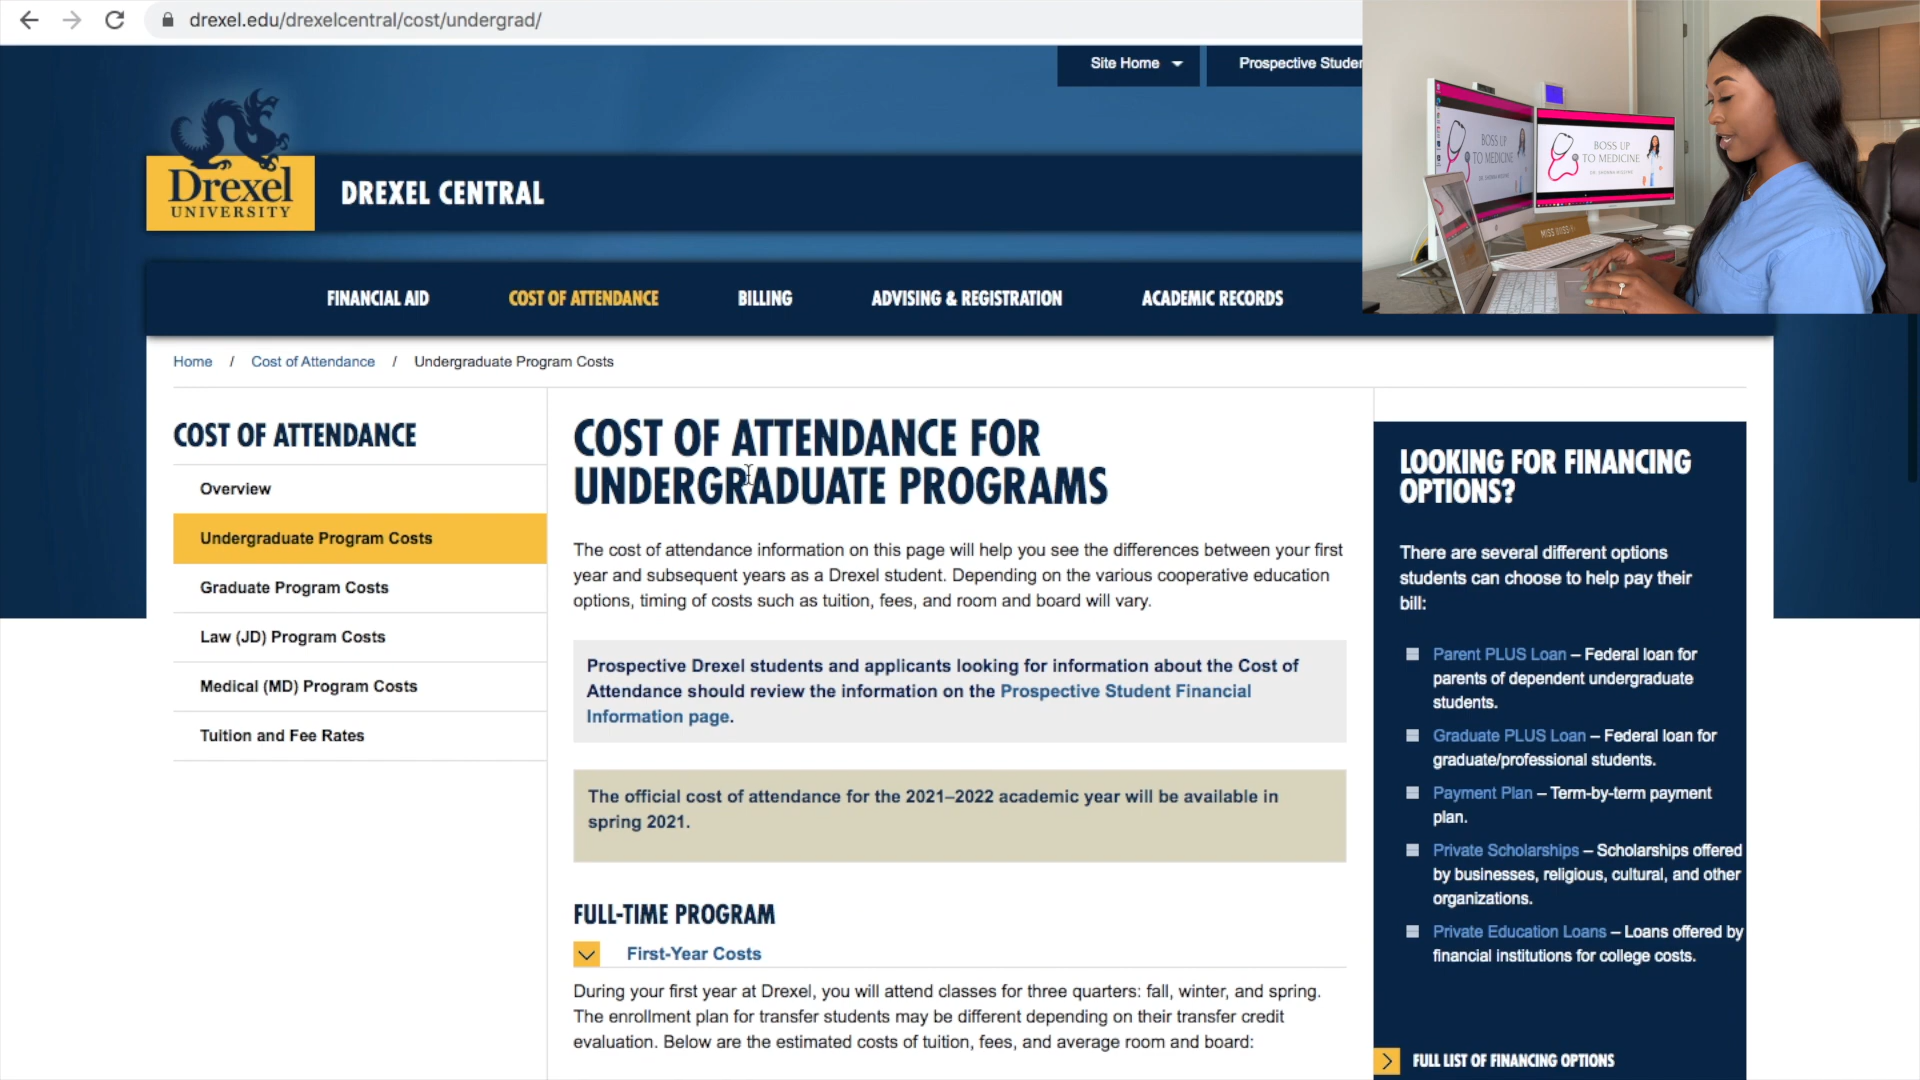 drexel.edu/drexelcentral/cost/undergrad/
Site Home
Prospective Studen
Drexel
UNIVERSITY
DREXEL CENTRAL
FINANCIAL AID
COST OF ATTENDANCE
BILLING
ADVISING & REGISTRATION
ACADEMIC RECORDS
BOSS UP
TO MEDICINE
BOSS UP
TO MEDICINE
Home / Cost of Attendance / Undergraduate Program Costs
COST OF ATTENDANCE
Overview
Undergraduate Program Costs
Graduate Program Costs
Law (JD) Program Costs
Medical (MD) Program Costs
Tuition and Fee Rates
COST OF ATTENDANCE FOR
UNDERGRADUATE PROGRAMS
The cost of attendance information on this page will help you see the differences between your first
year and subsequent years as a Drexel student. Depending on the various cooperative education
options, timing of costs such as tuition, fees, and room and board will vary.
Prospective Drexel students and applicants looking for information about the Cost of
Attendance should review the information on the Prospective Student Financial
Information page.
The official cost of attendance for the 2021–2022 academic year will be available in
spring 2021.
FULL-TIME PROGRAM
First-Year Costs
During your first year at Drexel, you will attend classes for three quarters: fall, winter, and spring.
The enrollment plan for transfer students may be different depending on their transfer credit
evaluation. Below are the estimated costs of tuition, fees, and average room and board:
LOOKING FOR FINANCING
OPTIONS?
There are several different options
students can choose to help pay their
bill:
Parent PLUS Loan – Federal loan for
parents of dependent undergraduate
students.
Graduate PLUS Loan – Federal loan for
graduate/professional students.
Payment Plan – Term-by-term payment
plan.
Private Scholarships – Scholarships offered
by businesses, religious, cultural, and other
organizations.
Private Education Loans – Loans offered by
financial institutions for college costs.
FULL LIST OF FINANCING OPTIONS